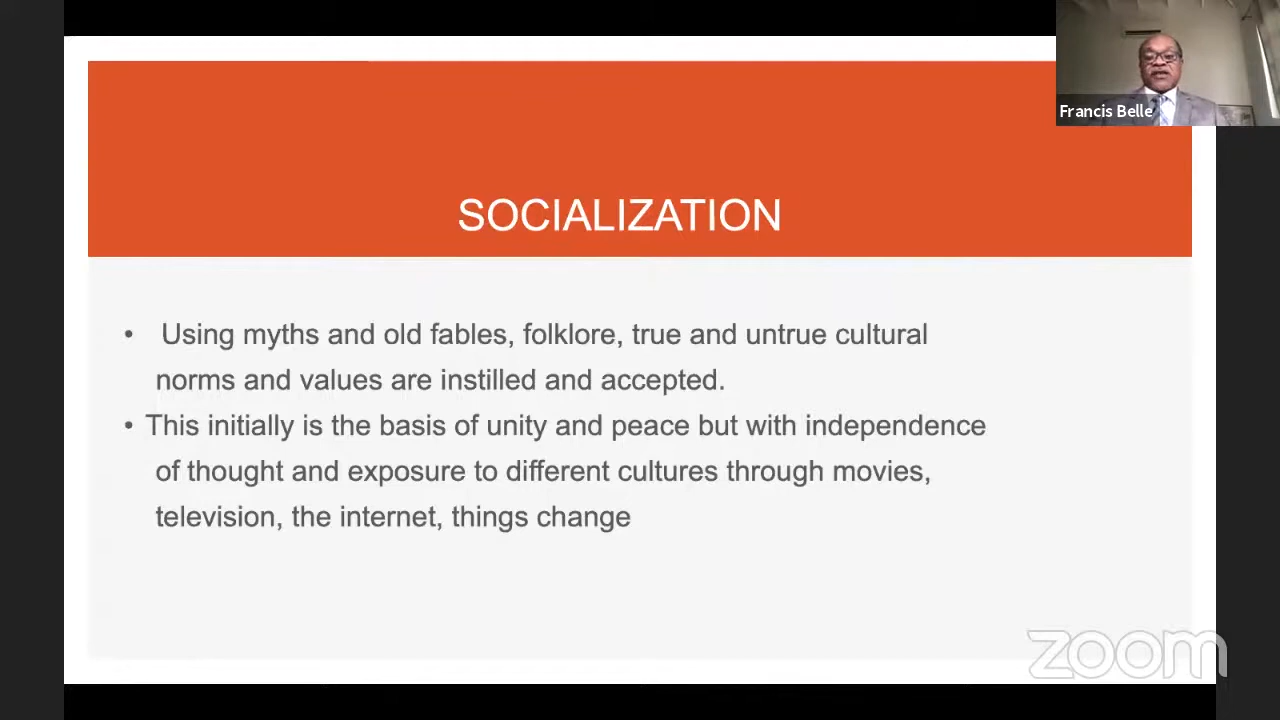 Francis Belle
SOCIALIZATION
• Using myths and old fables, folklore, true and untrue cultural
norms and values are instilled and accepted.
• This initially is the basis of unity and peace but with independence
of thought and exposure to different cultures through movies,
television, the internet, things change
zoom